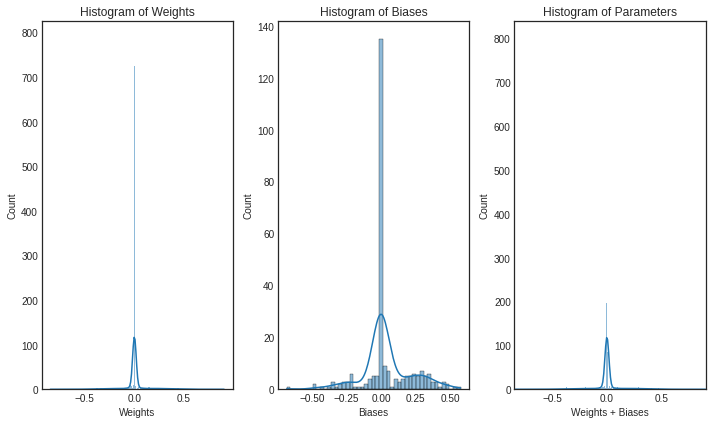 Histogram of Weights
800
700
600
500
400
300
200
100
0
Count
−0.5 0.0 0.5
Weights
Histogram of Biases
140
120
100
80
60
40
20
0
Count
−0.50 −0.25 0.00 0.25 0.50
Biases
Histogram of Parameters
800
700
600
500
400
300
200
100
0
Count
−0.5 0.0 0.5
Weights + Biases